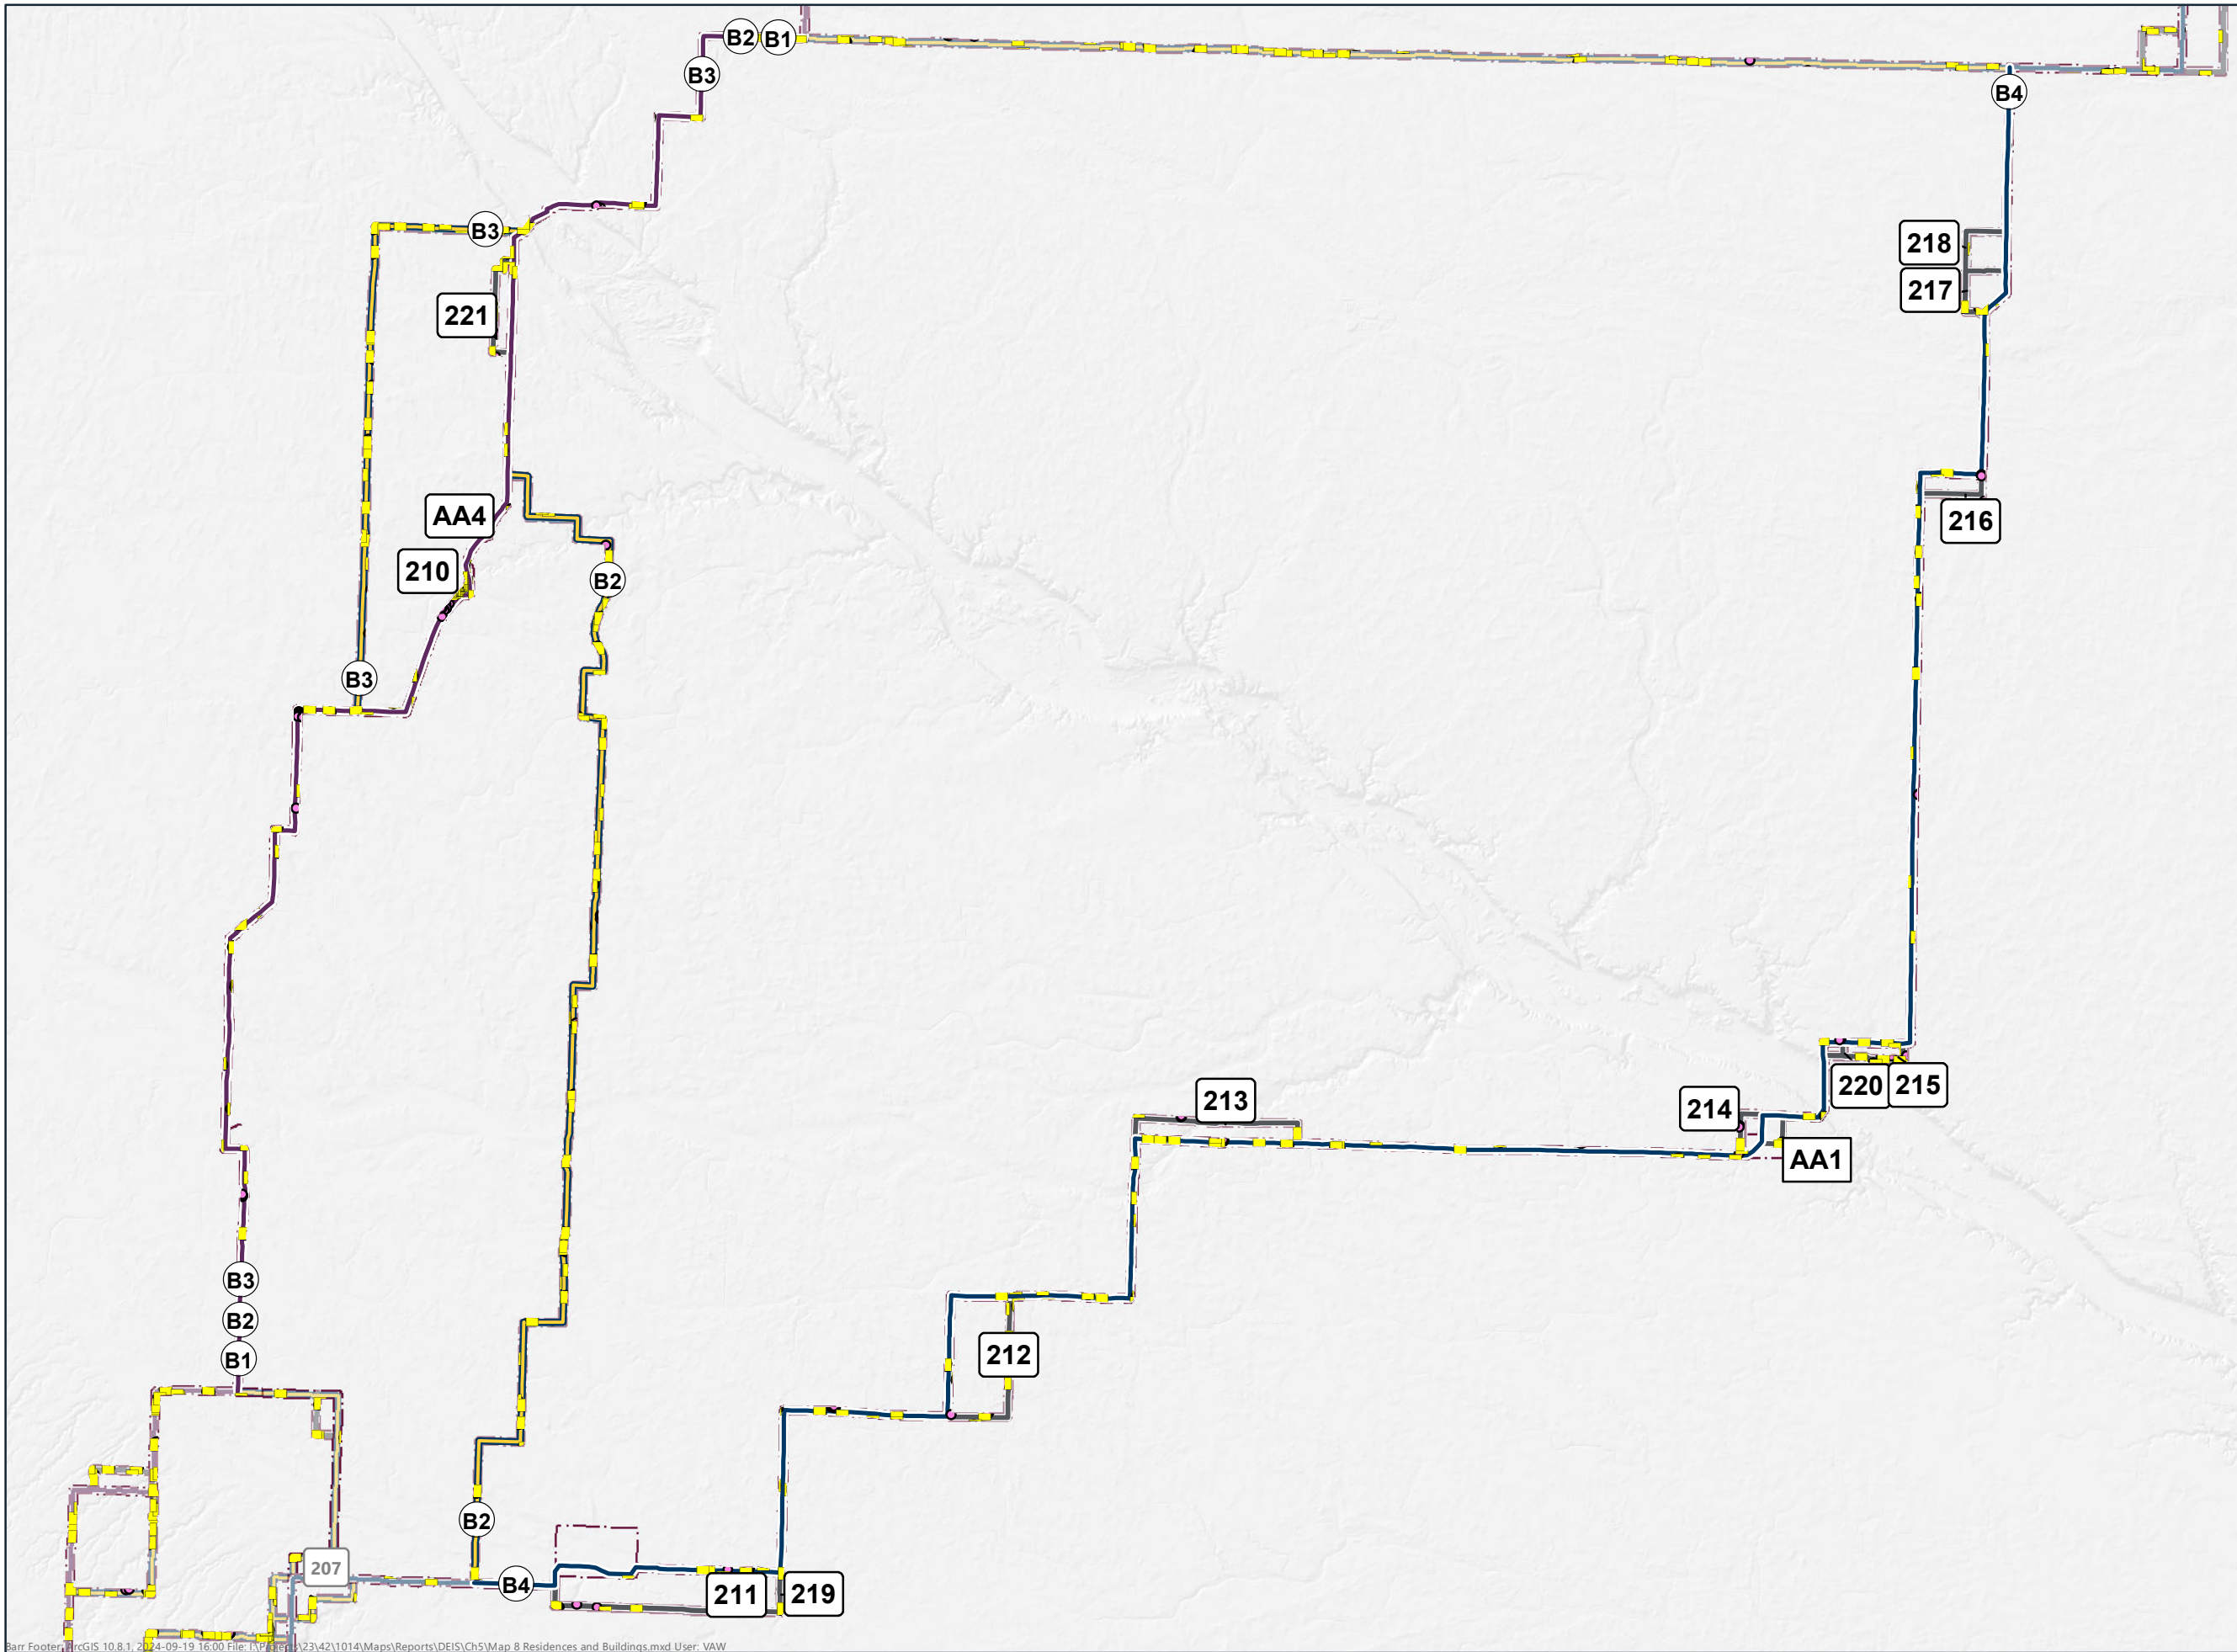 B2 B1
B3
B4
B3
218
217
221
AA4
216
210
B2
B3
220 215
213
214
AA1
B3
B2
B1
212
B2
207
B4
211 219
Barr Footer: ArcGIS 10.8.1, 2024-09-19 16:00 File: I:\Projects\23\42\1014\Maps\Reports\DEIS\Ch5\Map 8 Residences and Buildings.mxd User: VAW